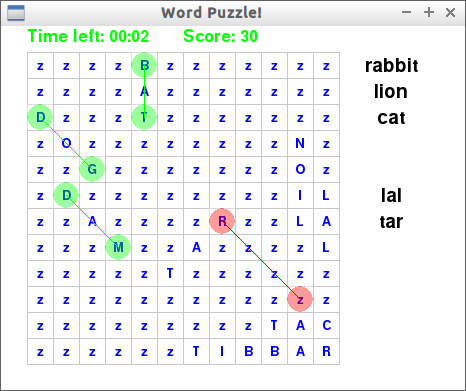 Word Puzzle!
Time left: 00:02 Score: 30
z z z z B z z z z z z z rabbit
z z z z A z z z z z z z lion
D z z z T z z z z z z z cat
z O z z z z z z z z N z
z z G z z z z z z z O z
z D z z z z z z z z I L lal
z z A z z z z R z z L A tar
z z z M z z A z z z z L
z z z z z T z z z z z z
z z z z z z z z z z z z
z z z z z z z z z T A C
z z z z z z T I B B A R